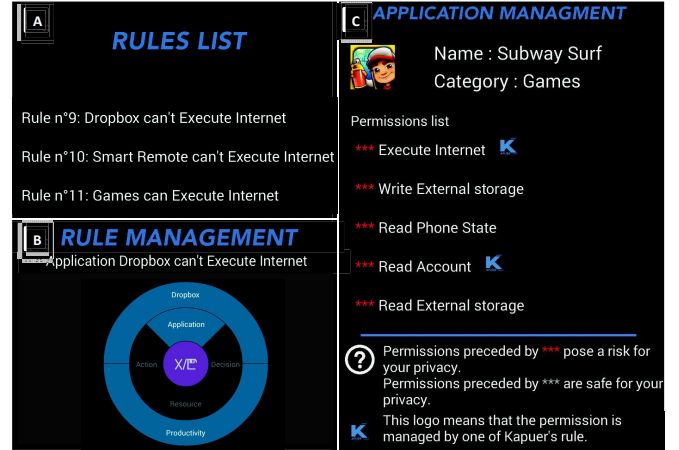 A
RULES LIST
Rule n°9: Dropbox can't Execute Internet
Rule n°10: Smart Remote can't Execute Internet
Rule n°11: Games can Execute Internet
B
RULE MANAGEMENT
Application Dropbox can't Execute Internet
Dropbox
Application
Action
X/E
Decision
Resource
Productivity
C
APPLICATION MANAGMENT
Name : Subway Surf
Category : Games
Permissions list
*** Execute Internet K
*** Write External storage
*** Read Phone State
*** Read Account K
*** Read External storage
? Permissions preceded by *** pose a risk for
your privacy.
Permissions preceded by *** are safe for your
privacy.
K This logo means that the permission is
managed by one of Kapuer's rule.